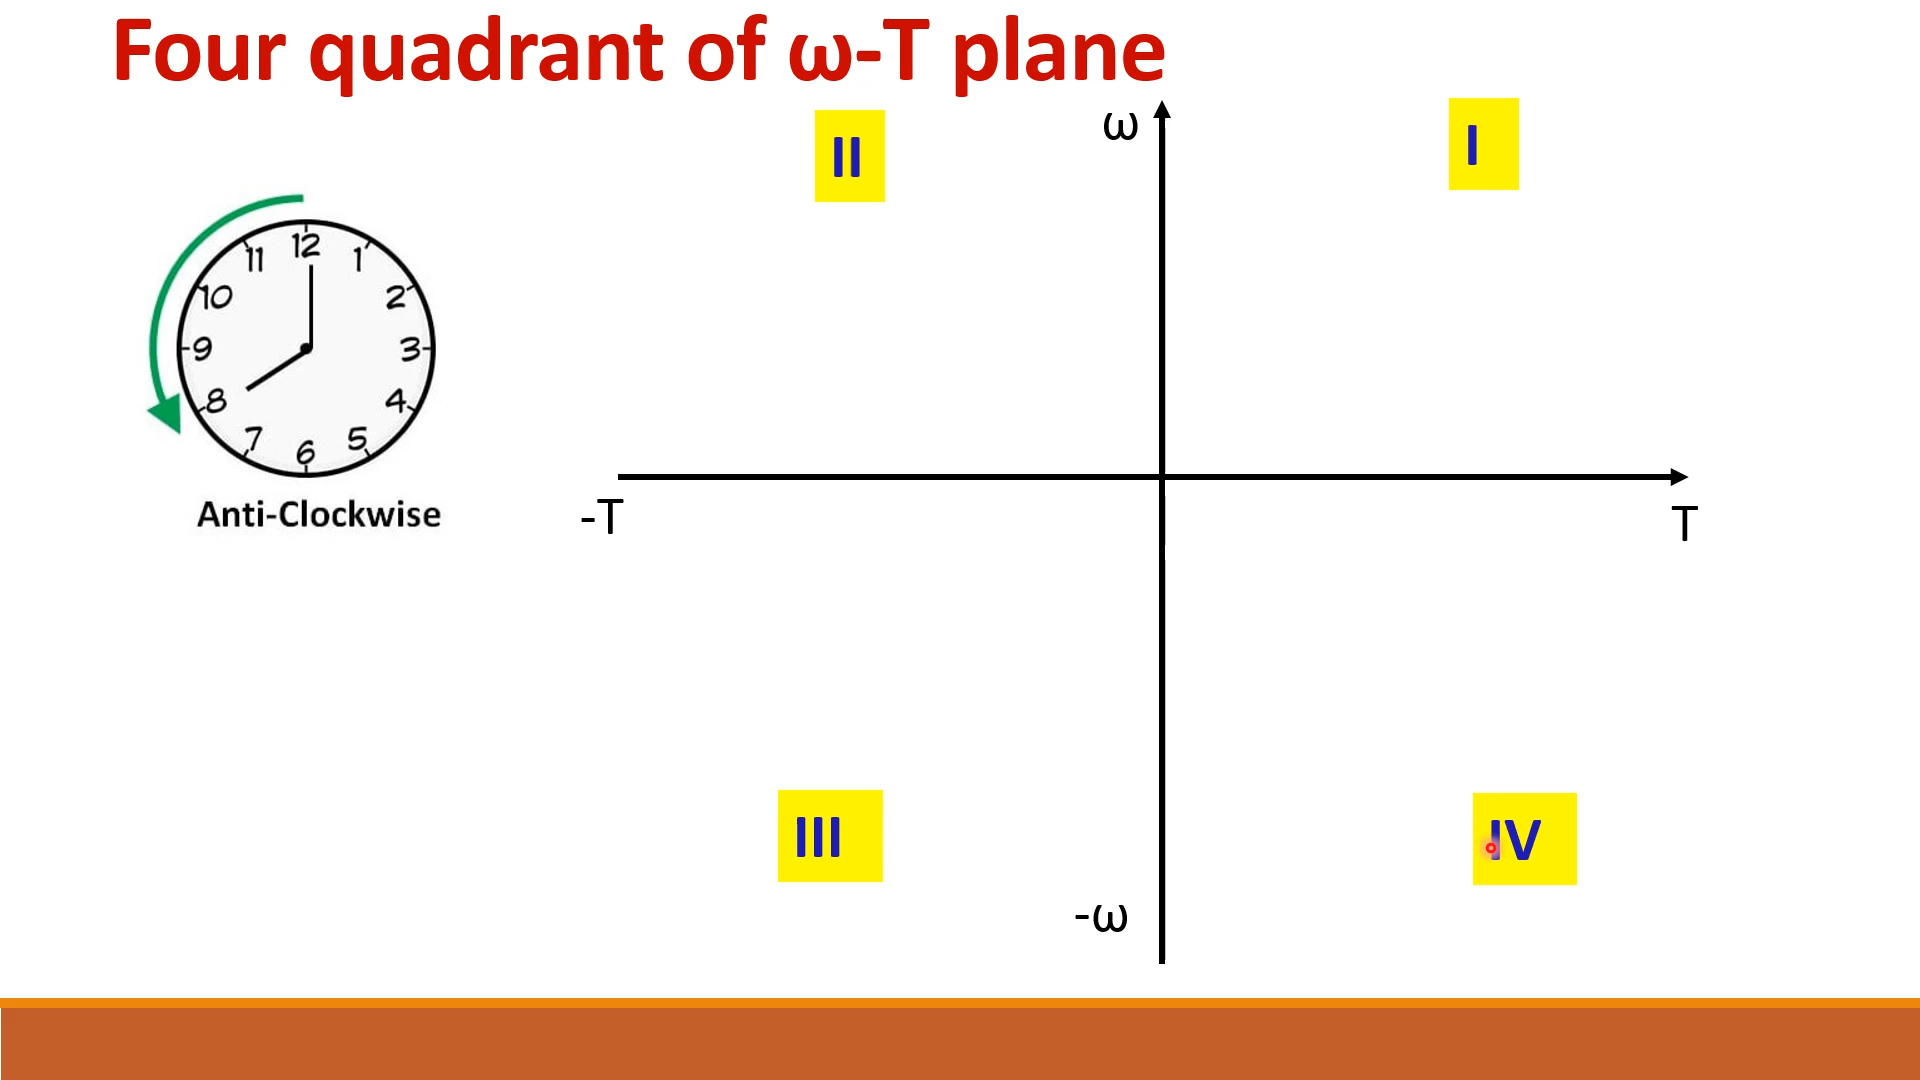 Four quadrant of ω-T plane
II
ω
I
12
11
1
10
2
9
3
8
4
7
5
6
Anti-Clockwise
-T
T
III
IV
-ω